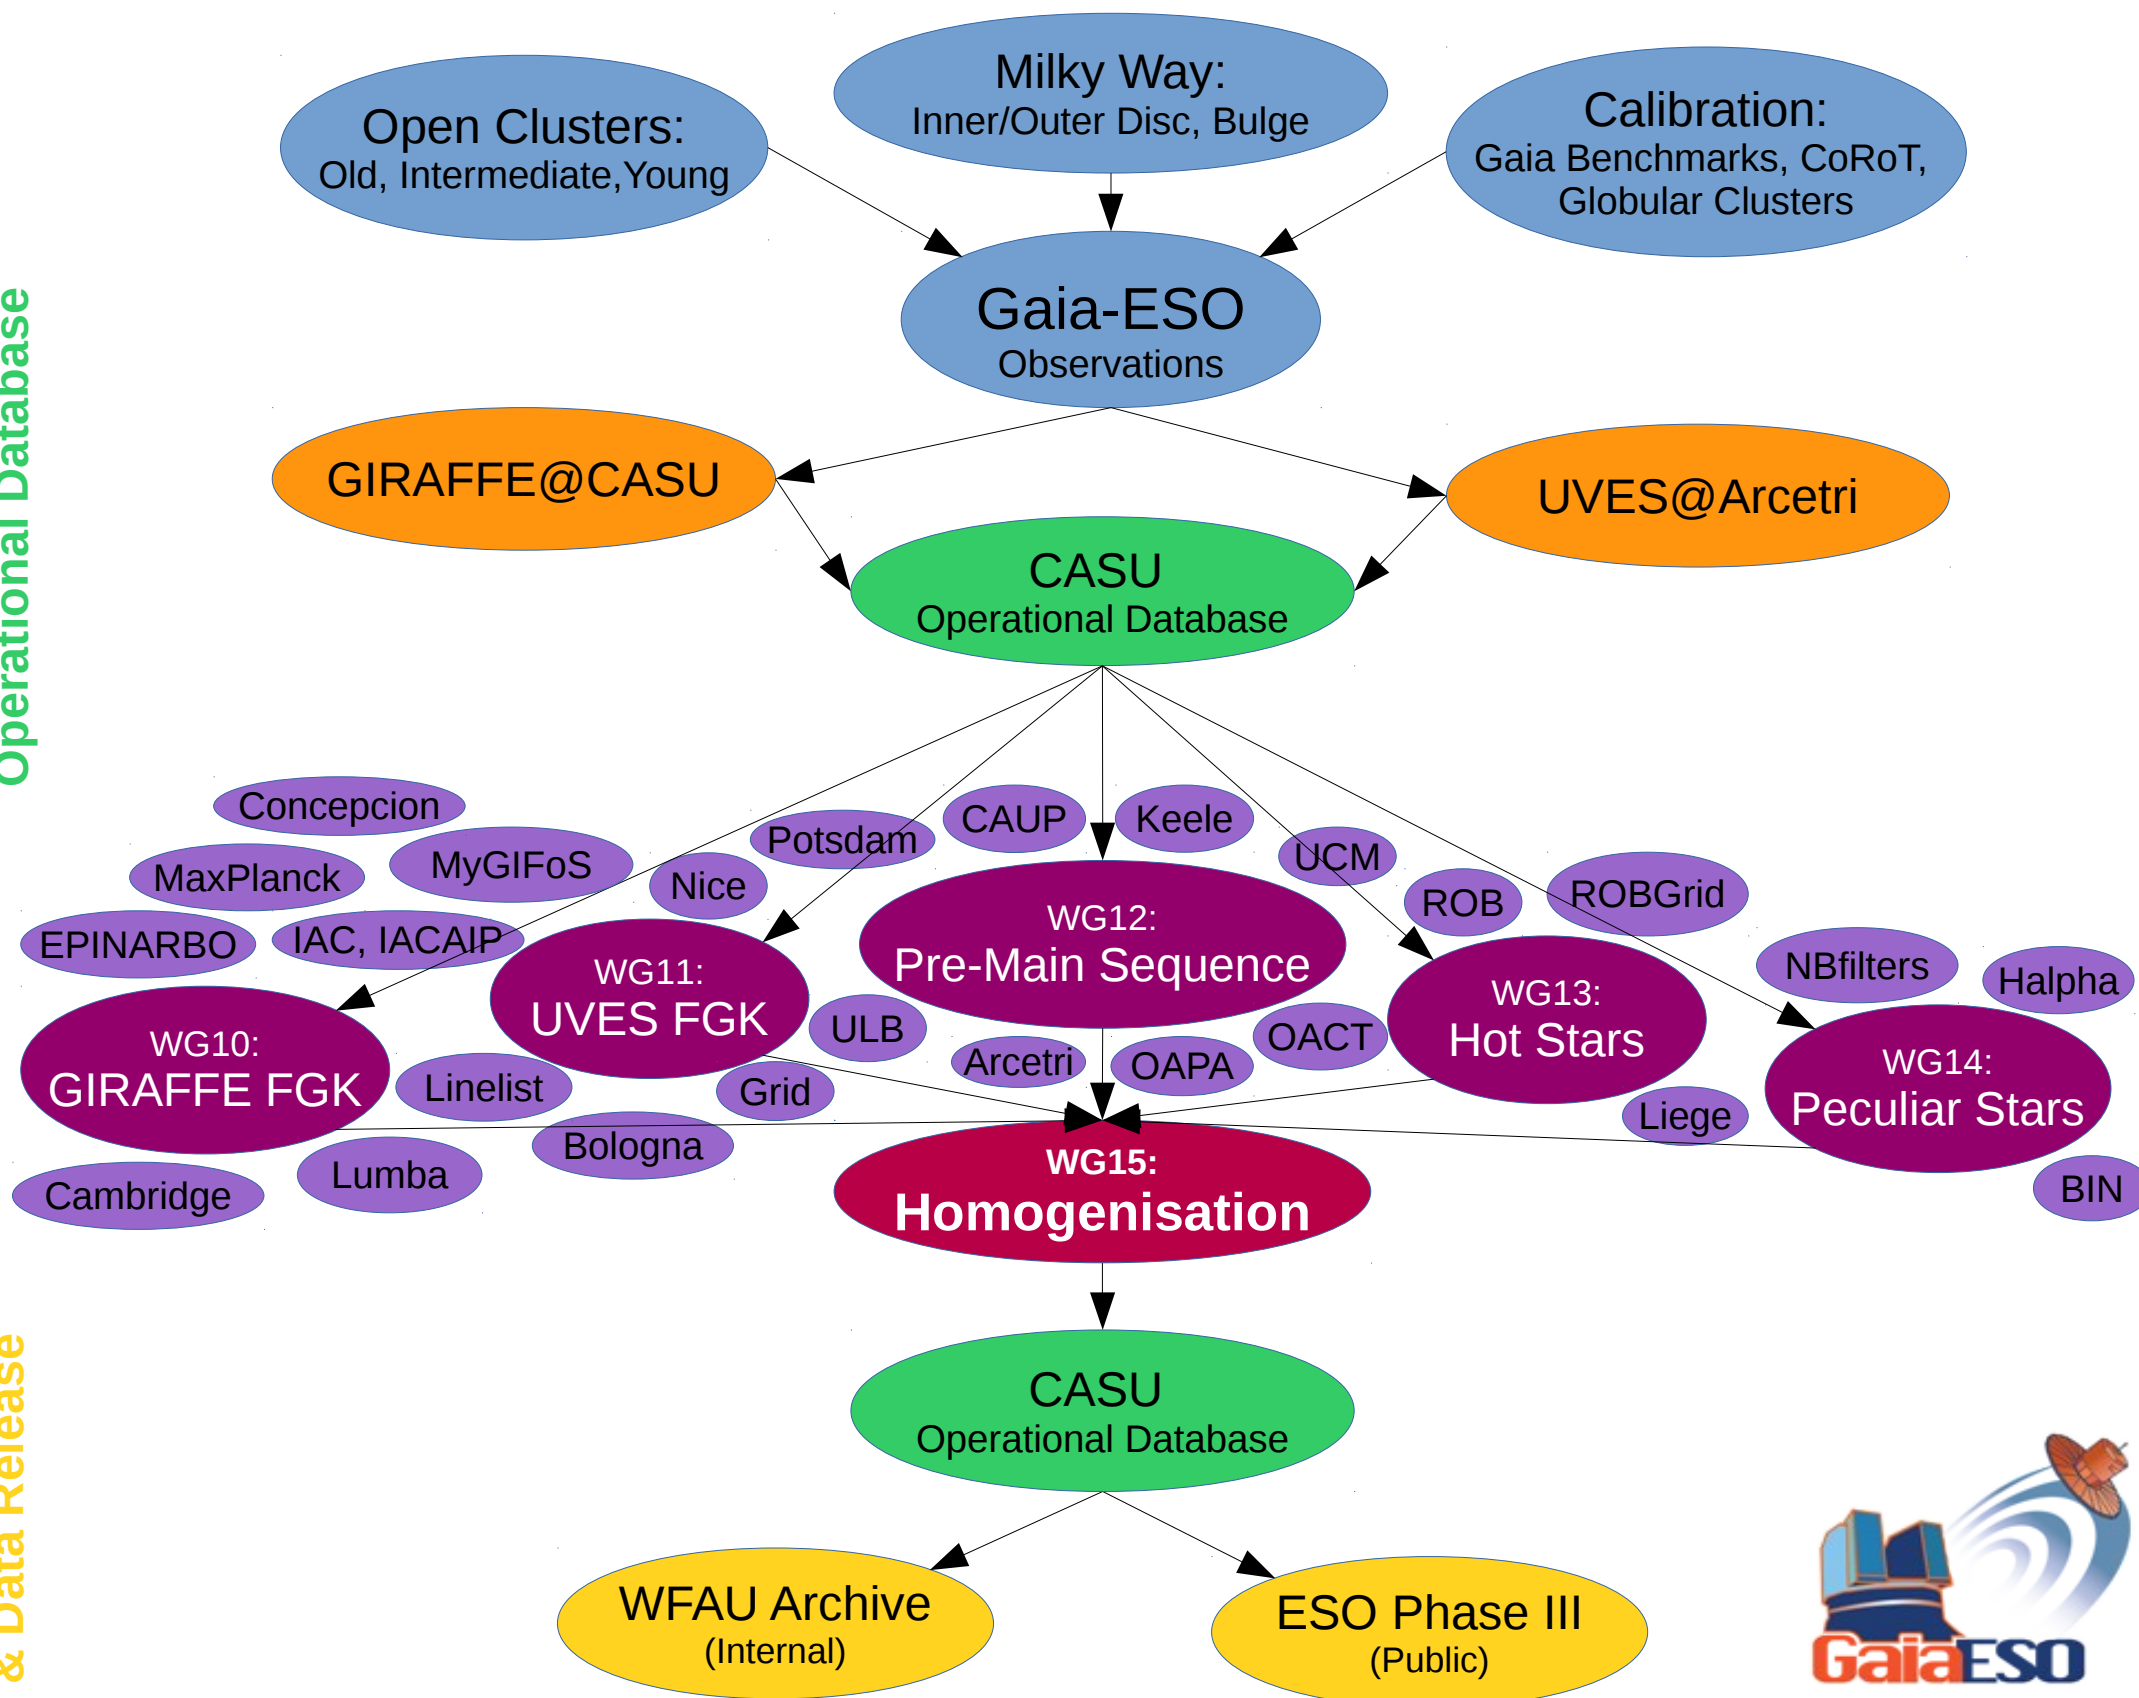 Milky Way:
Inner/Outer Disc, Bulge
Open Clusters:
Old, Intermediate,Young
Calibration:
Gaia Benchmarks, CoRoT,
Globular Clusters
Gaia-ESO
Observations
Operational Database
GIRAFFE@CASU
UVES@Arcetri
CASU
Operational Database
Concepcion
MaxPlanck
MyGIFoS
EPINARBO
IAC, IACAIP
Nice
Potsdam
CAUP
Keele
UCM
ROB
ROBGrid
NBfilters
Halpha
WG10:
GIRAFFE FGK
WG11:
UVES FGK
WG12:
Pre-Main Sequence
WG13:
Hot Stars
WG14:
Peculiar Stars
ULB
Linelist
Grid
Arcetri
OAPA
OACT
Liege
BIN
Bologna
Lumba
Cambridge
WG15:
Homogenisation
CASU
Operational Database
& Data Release
WFAU Archive
(Internal)
ESO Phase III
(Public)
GaiaESO